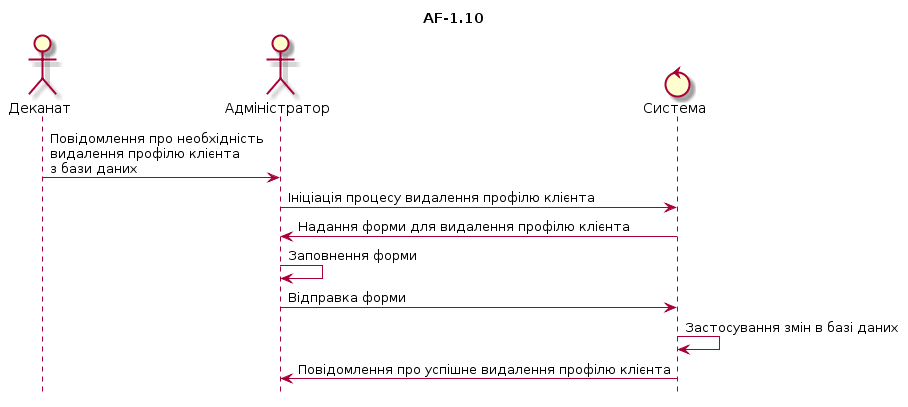 AF-1.10
Деканат
Адміністратор
Система
Повідомлення про необхідність
видалення профілю клієнта
з бази даних
Ініціація процесу видалення профілю клієнта
Надання форми для видалення профілю клієнта
Заповнення форми
Відправка форми
Застосування змін в базі даних
Повідомлення про успішне видалення профілю клієнта